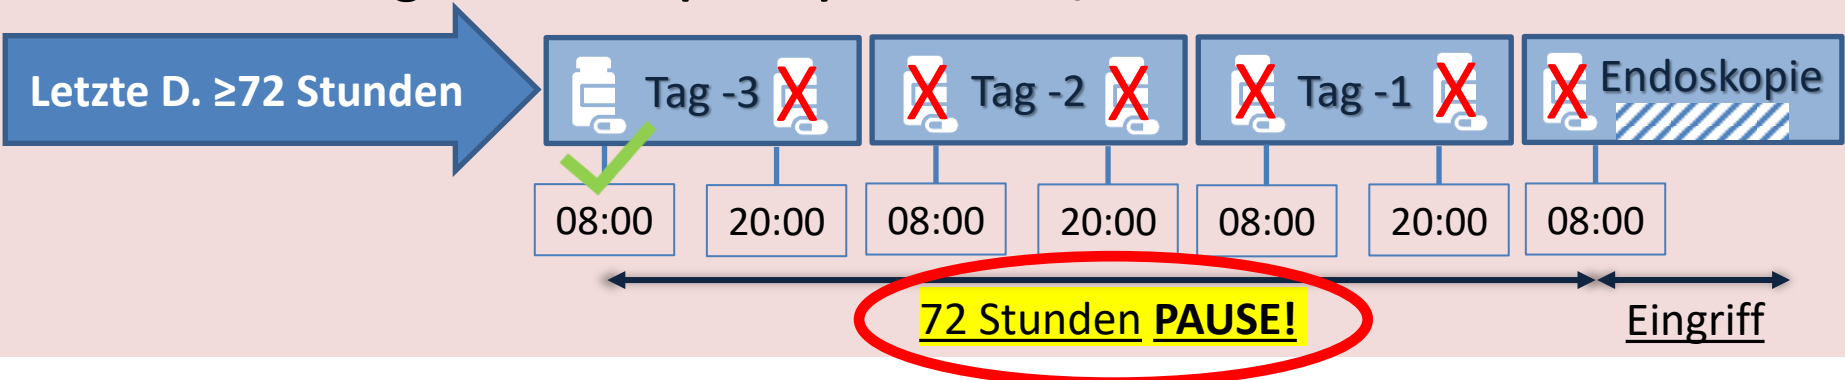 Letzte D. ≥72 Stunden
Tag -3
Tag -2
Tag -1
Endoskopie
08:00
20:00
08:00
20:00
08:00
20:00
08:00
72 Stunden PAUSE!
Eingriff